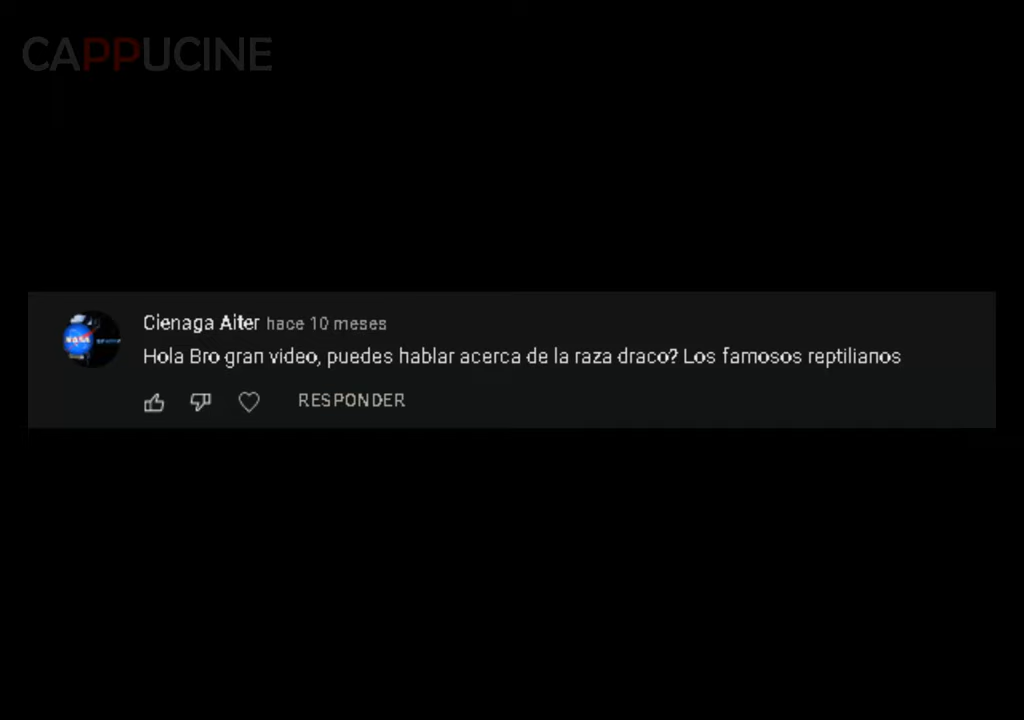 CAPPUCINE
Cienaga Aiter hace 10 meses
Hola Bro gran video, puedes hablar acerca de la raza draco? Los famosos reptilianos
RESPONDER
NASA